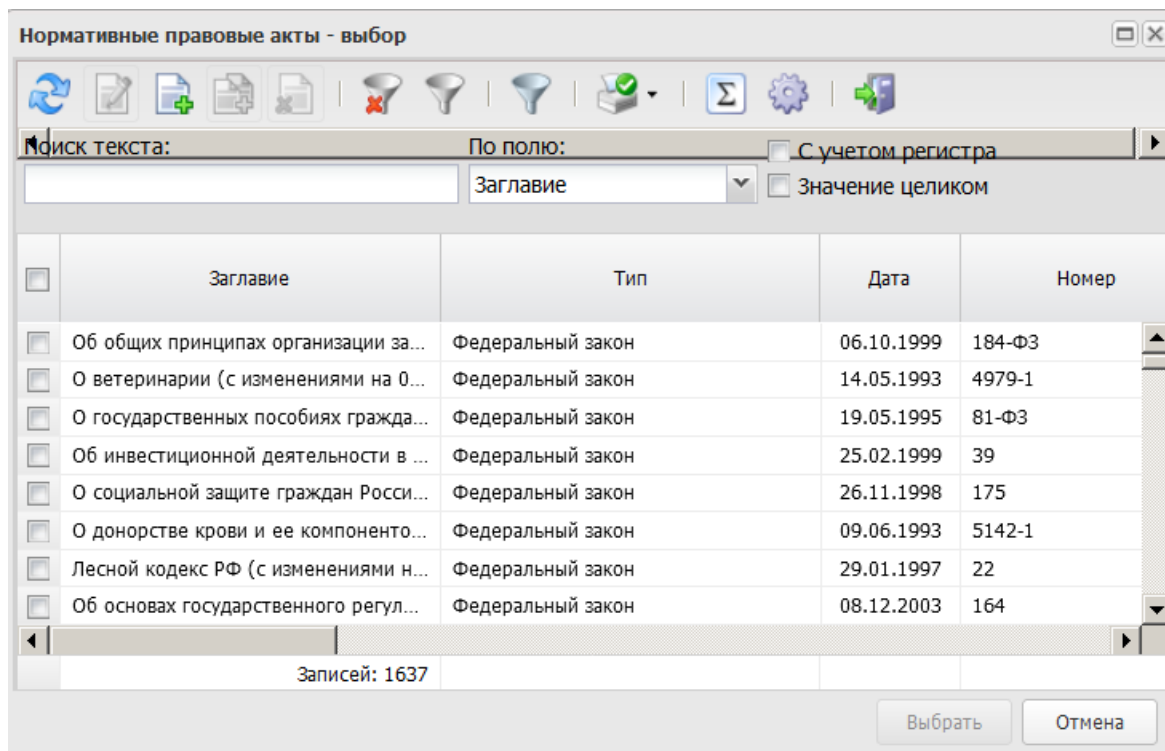 Нормативные правовые акты - выбор
Поиск текста: По полю: С учетом регистра
Заглавие Значение целиком
Заглавие Тип Дата Номер
Об общих принципах организации за... Федеральный закон 06.10.1999 184-ФЗ
О ветеринарии (с изменениями на 0... Федеральный закон 14.05.1993 4979-1
О государственных пособиях гражда... Федеральный закон 19.05.1995 81-ФЗ
Об инвестиционной деятельности в ... Федеральный закон 25.02.1999 39
О социальной защите граждан Росси... Федеральный закон 26.11.1998 175
О донорстве крови и ее компоненто... Федеральный закон 09.06.1993 5142-1
Лесной кодекс РФ (с изменениями н... Федеральный закон 29.01.1997 22
Об основах государственного регул... Федеральный закон 08.12.2003 164
Записей: 1637
Выбрать Отмена